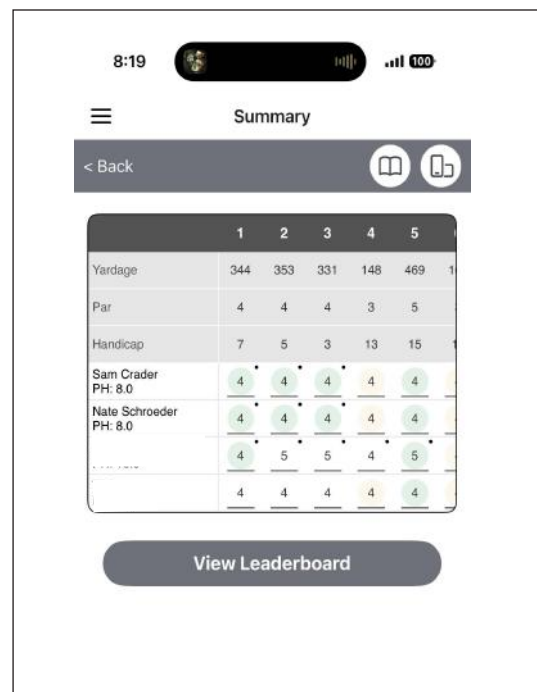 8:19 100
Summary
< Back
1 2 3 4 5
Yardage 344 353 331 148 469
Par 4 4 4 3 5
Handicap 7 5 3 13 15
Sam Crader 4 4 4 4 4
PH: 8.0
Nate Schroeder 4 4 4 4 4
PH: 8.0
4 5 5 4 5
4 4 4 4 4
View Leaderboard